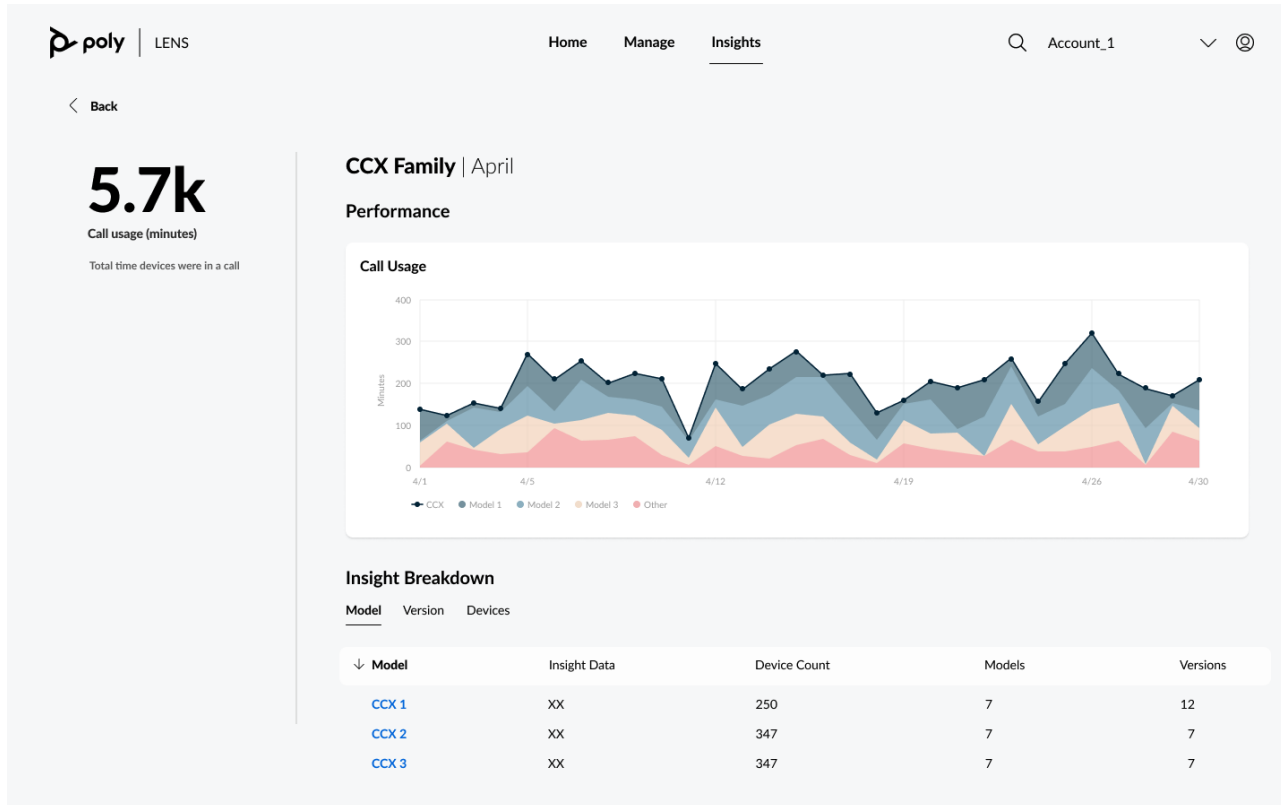 poly | LENS
Home Manage Insights
Account_1
Back
5.7k
Call usage (minutes)
Total time devices were in a call
CCX Family | April
Performance
Call Usage
400
300
200
100
0
Minutes
4/1 4/5 4/12 4/19 4/26 4/30
CCX Model 1 Model 2 Model 3 Other
Insight Breakdown
Model Version Devices
Model Insight Data Device Count Models Versions
CCX 1 XX 250 7 12
CCX 2 XX 347 7 7
CCX 3 XX 347 7 7